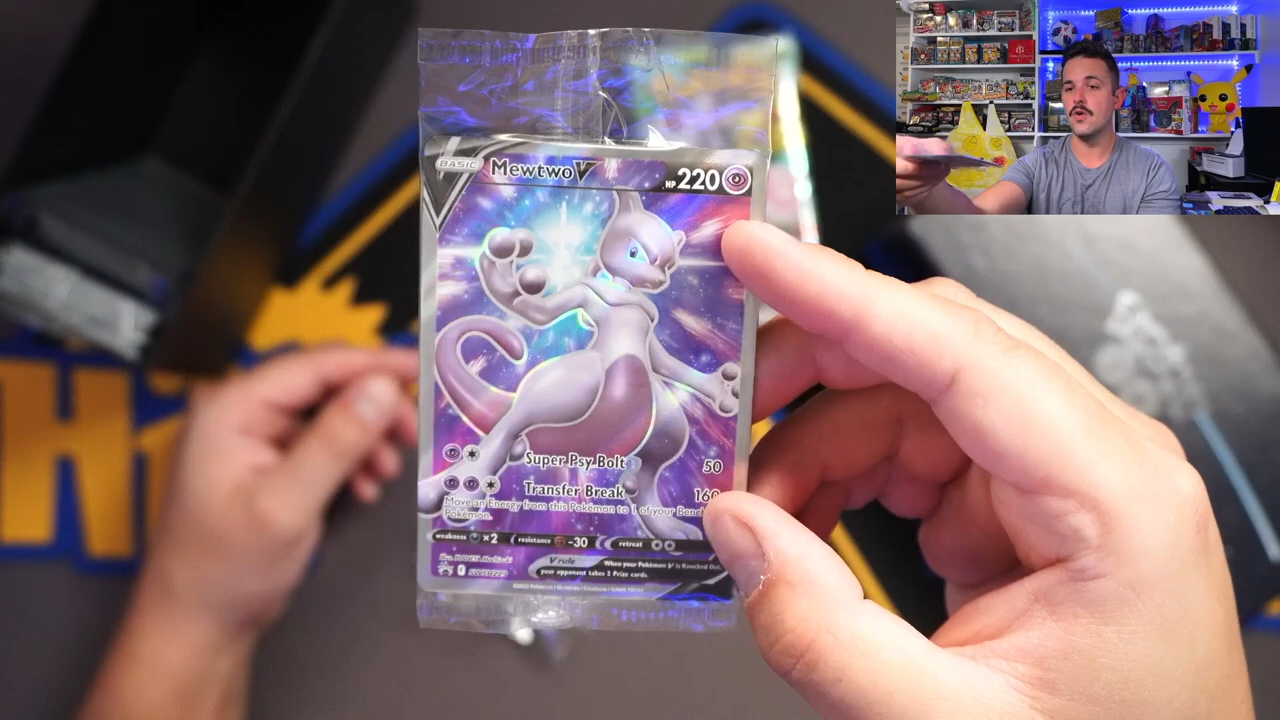 BASIC Mewtwo V HP 220
Super Psy Bolt 50
Transfer Break 160
Move an Energy from this Pokémon to 1 of your Benc
Pokémon.
weakness ×2 resistance -30 retreat
V rule When your Pokémon V is Knocked Out,
your opponent takes 2 Prize cards.
SWSH229